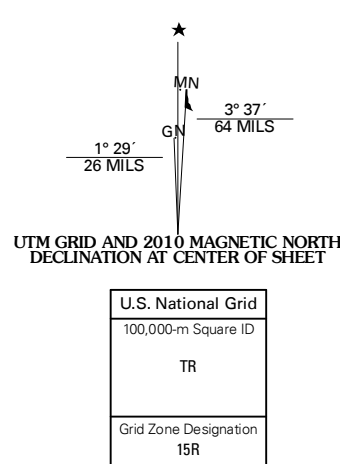 MN
3° 37´
64 MILS
GN
1° 29´
26 MILS
UTM GRID AND 2010 MAGNETIC NORTH
DECLINATION AT CENTER OF SHEET
U.S. National Grid
100,000-m Square ID
TR
Grid Zone Designation
15R